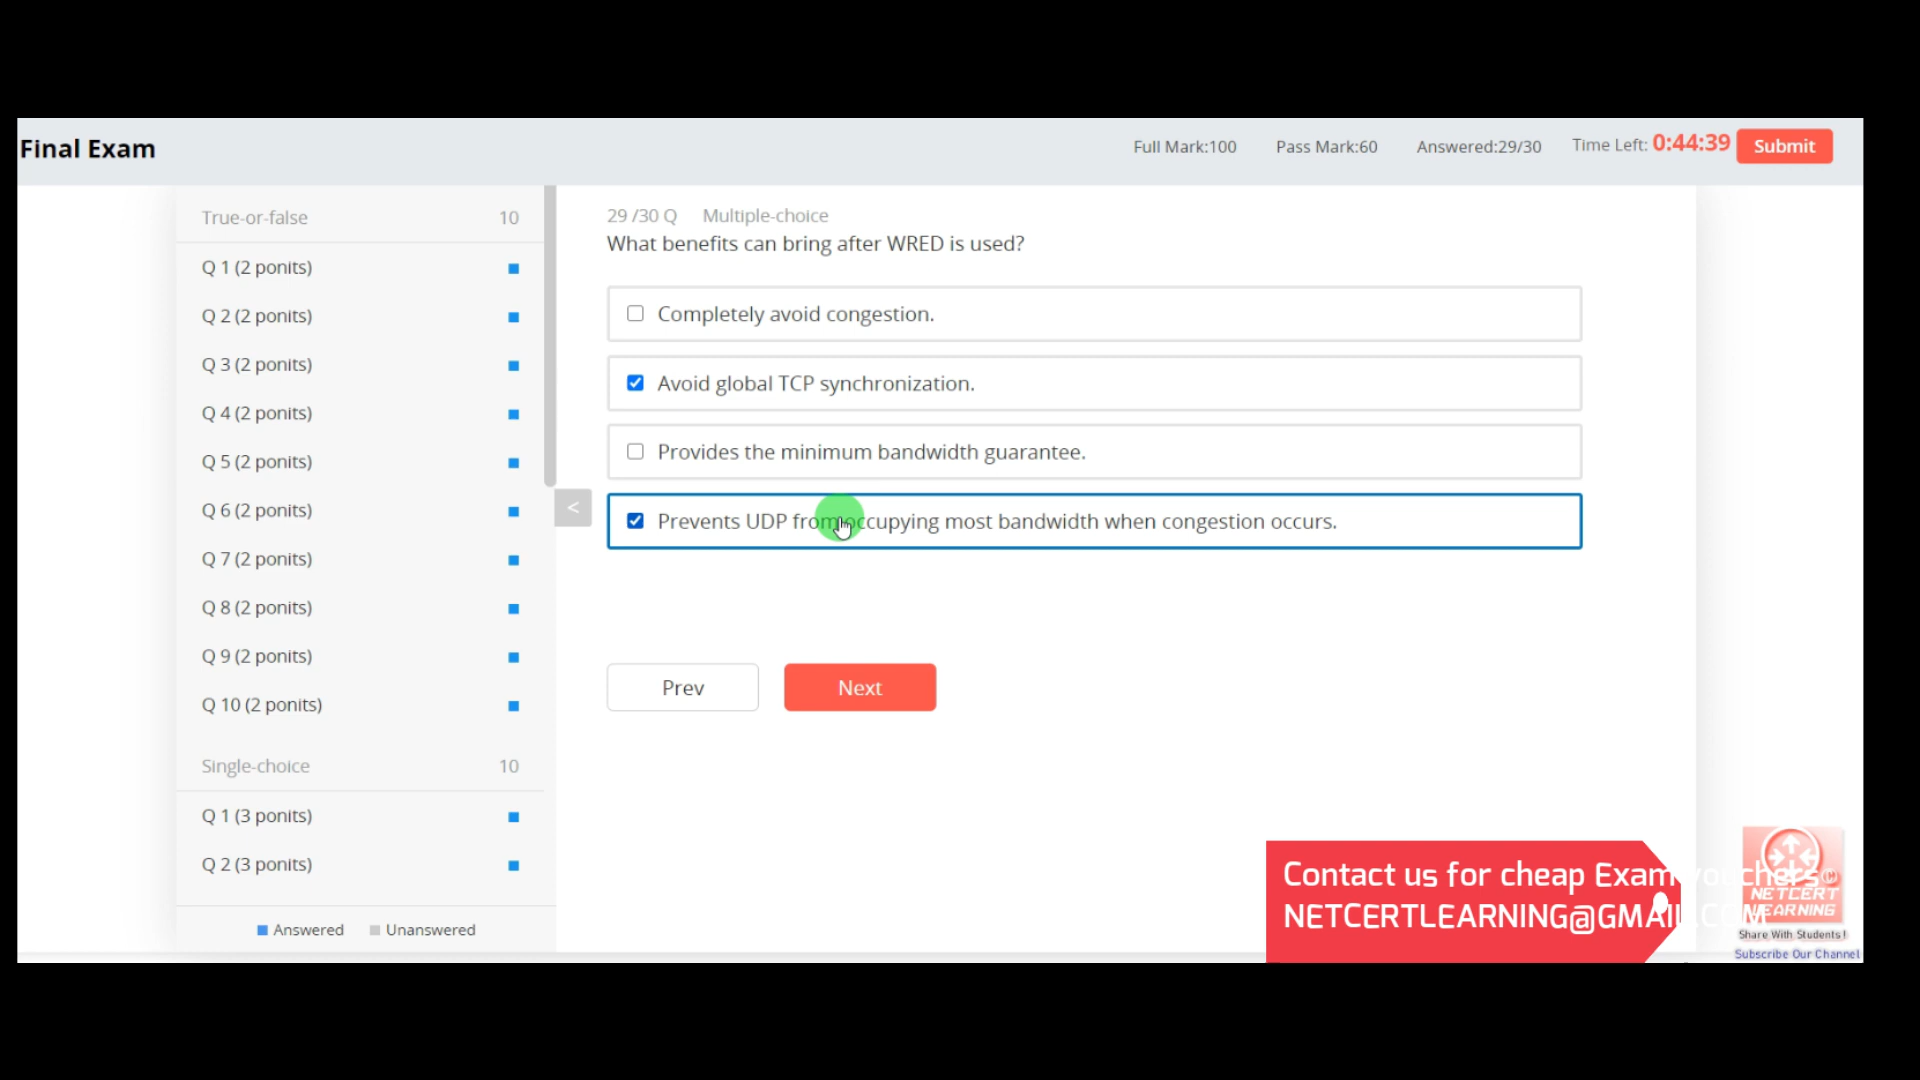 Final Exam
Full Mark:100
Pass Mark:60
Answered:29/30
Time Left: 0:44:39
Submit
True-or-false 10
Q 1 (2 ponits)
Q 2 (2 ponits)
Q 3 (2 ponits)
Q 4 (2 ponits)
Q 5 (2 ponits)
Q 6 (2 ponits)
Q 7 (2 ponits)
Q 8 (2 ponits)
Q 9 (2 ponits)
Q 10 (2 ponits)
Single-choice 10
Q 1 (3 ponits)
Q 2 (3 ponits)
Answered
Unanswered
<
29 /30 Q Multiple-choice
What benefits can bring after WRED is used?
Completely avoid congestion.
Avoid global TCP synchronization.
Provides the minimum bandwidth guarantee.
Prevents UDP from occupying most bandwidth when congestion occurs.
Prev
Next
Contact us for cheap Exam vouchers
NETCERTLEARNING@GMAIL.COM
©
NETCERT
LEARNING
Share With Students !
Subscribe Our Channel